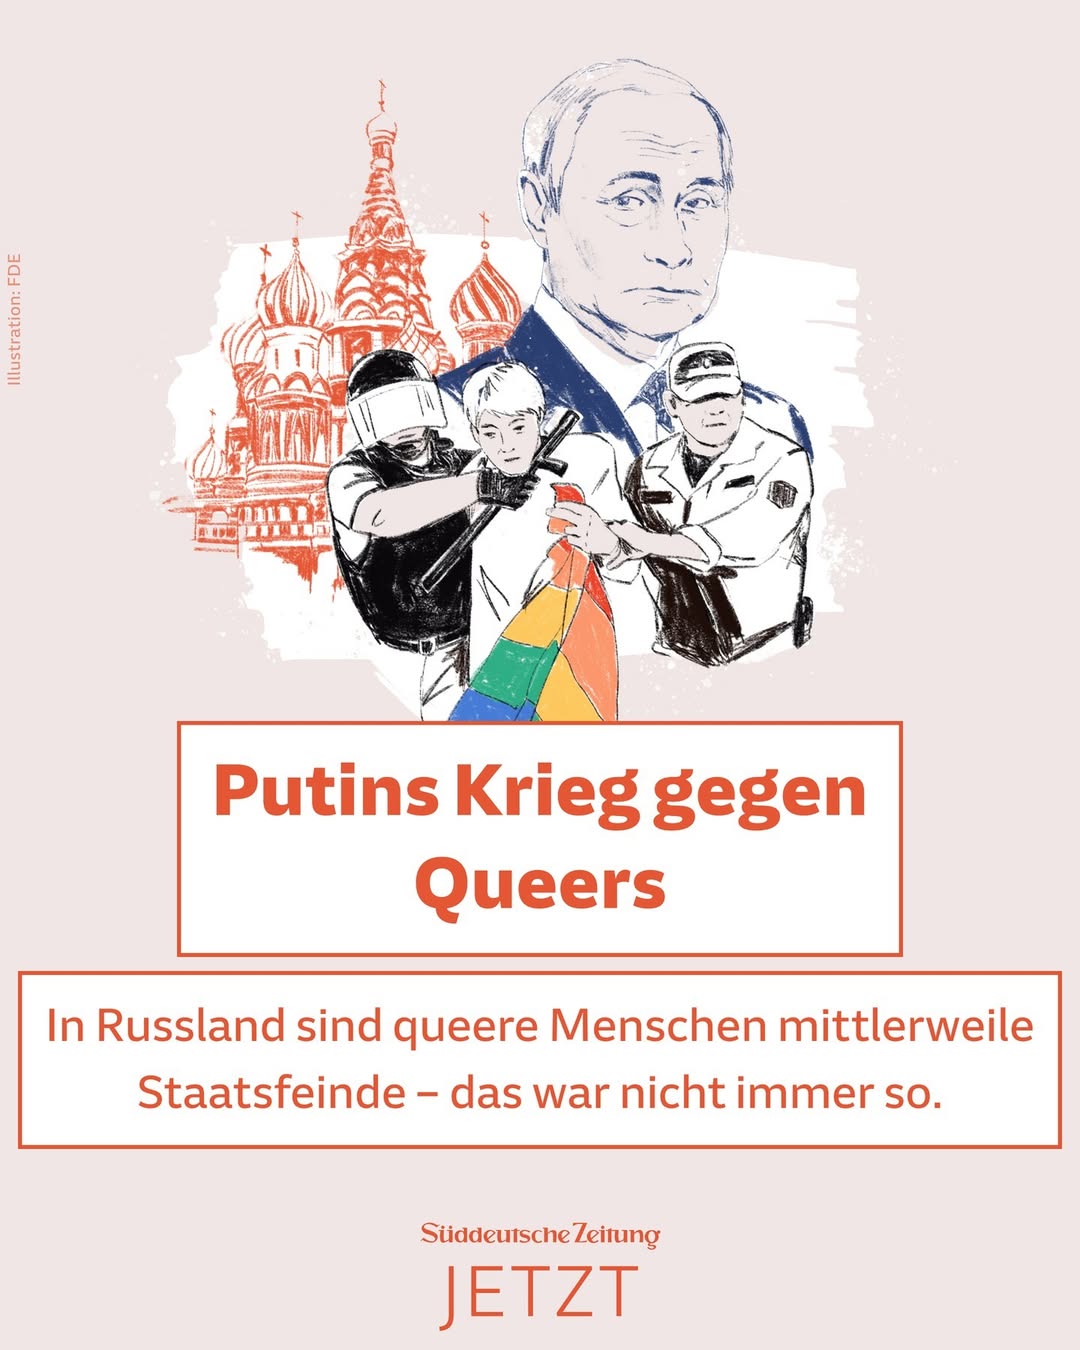 Illustration: FDE
Putins Krieg gegen
Queers
In Russland sind queere Menschen mittlerweile
Staatsfeinde – das war nicht immer so.
Süddeutsche Zeitung
JETZT